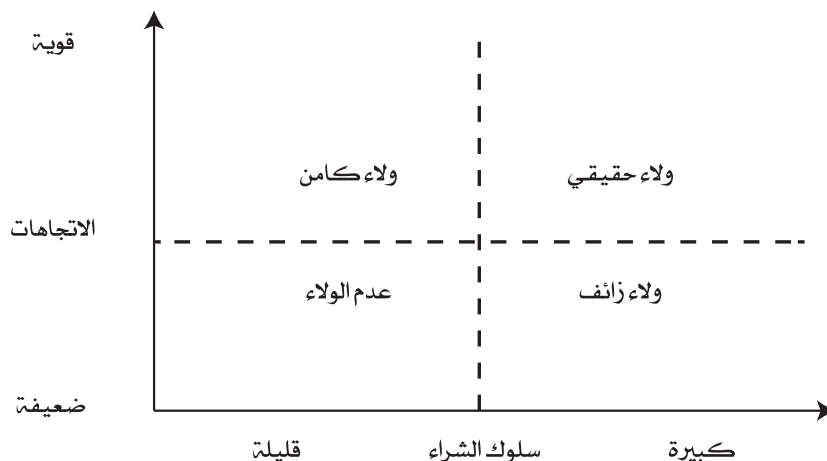 قوية
ولاء حقيقي ولاء كامن
الاتجاهات
ولاء زائف عدم الولاء
ضعيفة
كبيرة سلوك الشراء قليلة